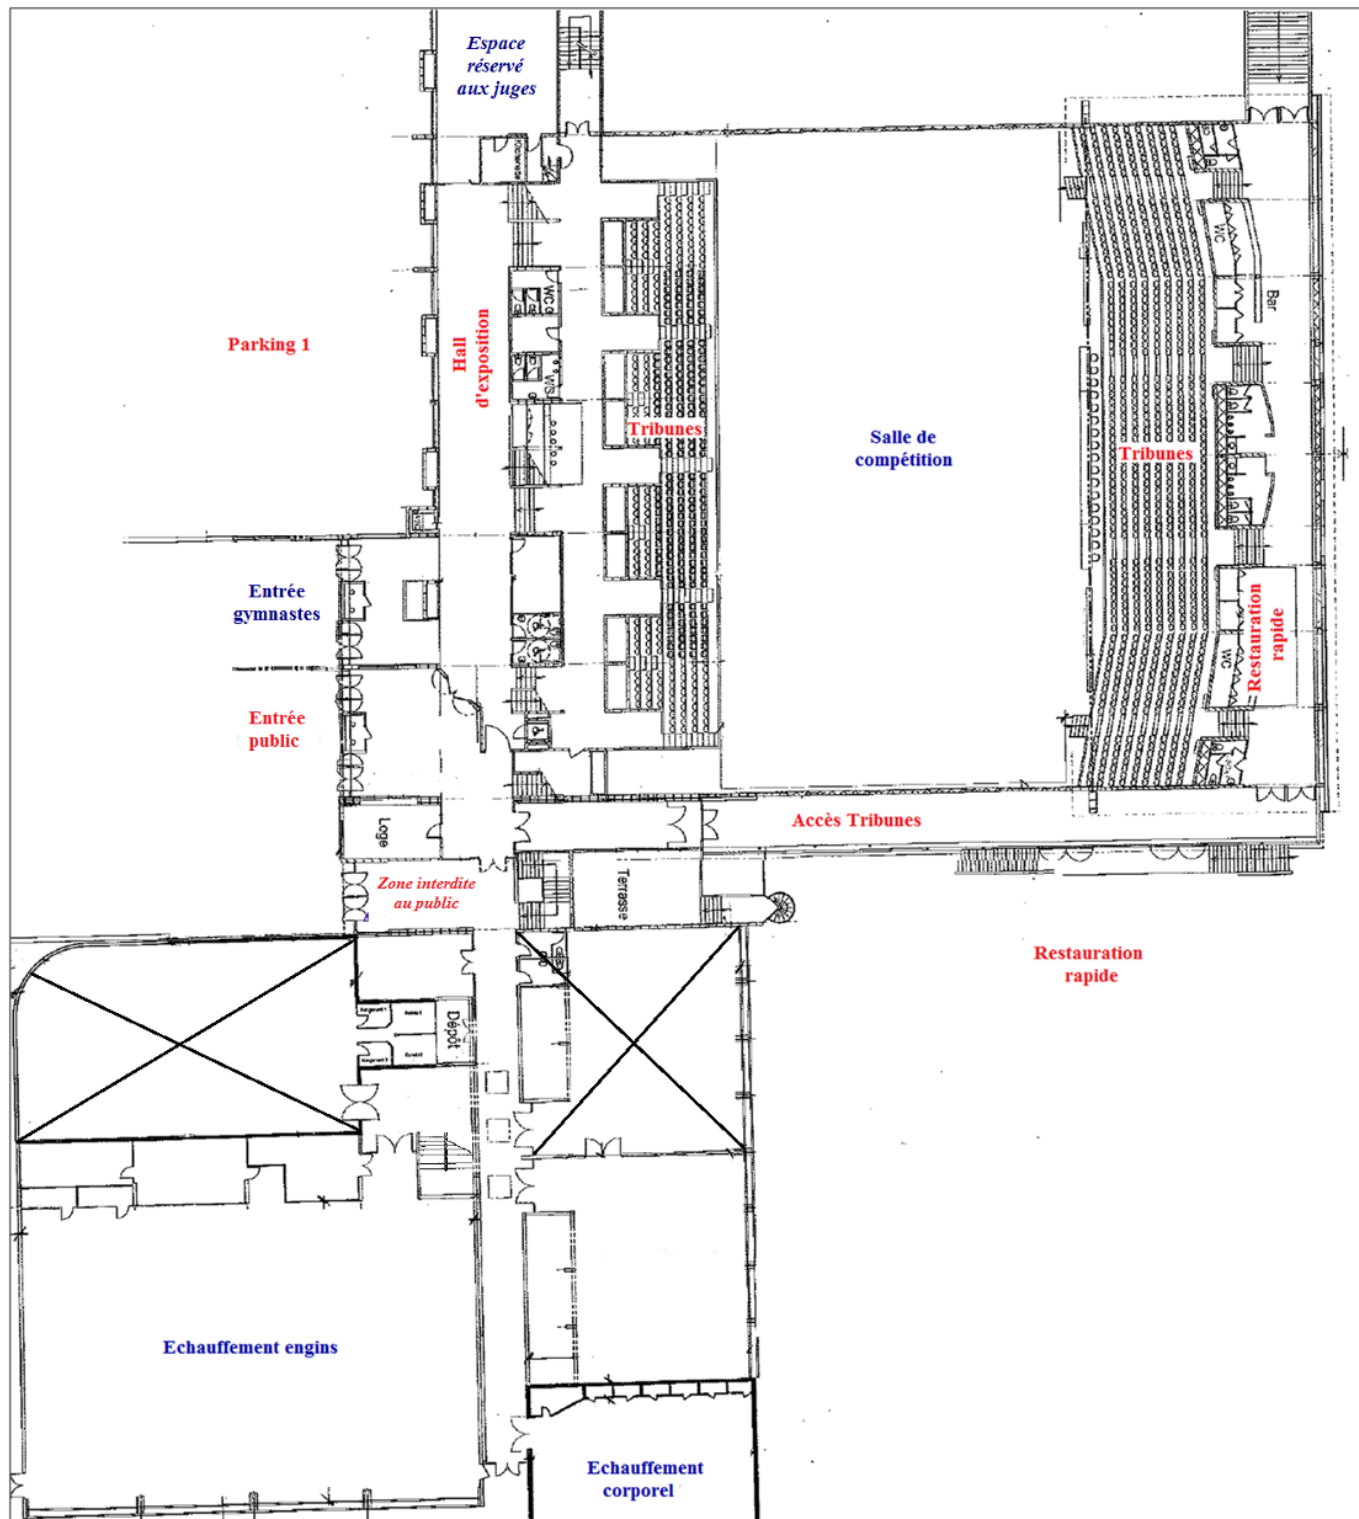 Espace
réservé
aux juges
Parking 1
Hall
d'exposition
WC
Tribunes
Salle de
compétition
Tribunes
WC
Bar
Entrée
gymnastes
Entrée
public
Restauration
rapide
WC
Loge
Accès Tribunes
Zone interdite
au public
Terrasse
Restauration
rapide
Dépôt
Echauffement engins
Echauffement
corporel